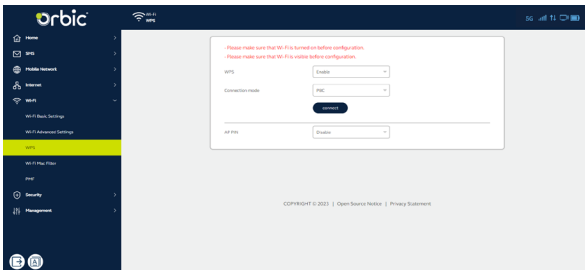 Orbic
Wi-Fi
WPS
5G
Home
SMS
Mobile Network
Internet
Wi-Fi
Wi-Fi Basic Settings
Wi-Fi Advanced Settings
WPS
Wi-Fi Mac Filter
PMF
Security
Management
- Please make sure that Wi-Fi is turned on before configuration.
- Please make sure that Wi-Fi is visible before configuration.
WPS Enable
Connection mode PBC
connect
AP PIN Disable
COPYRIGHT © 2023 | Open Source Notice | Privacy Statement